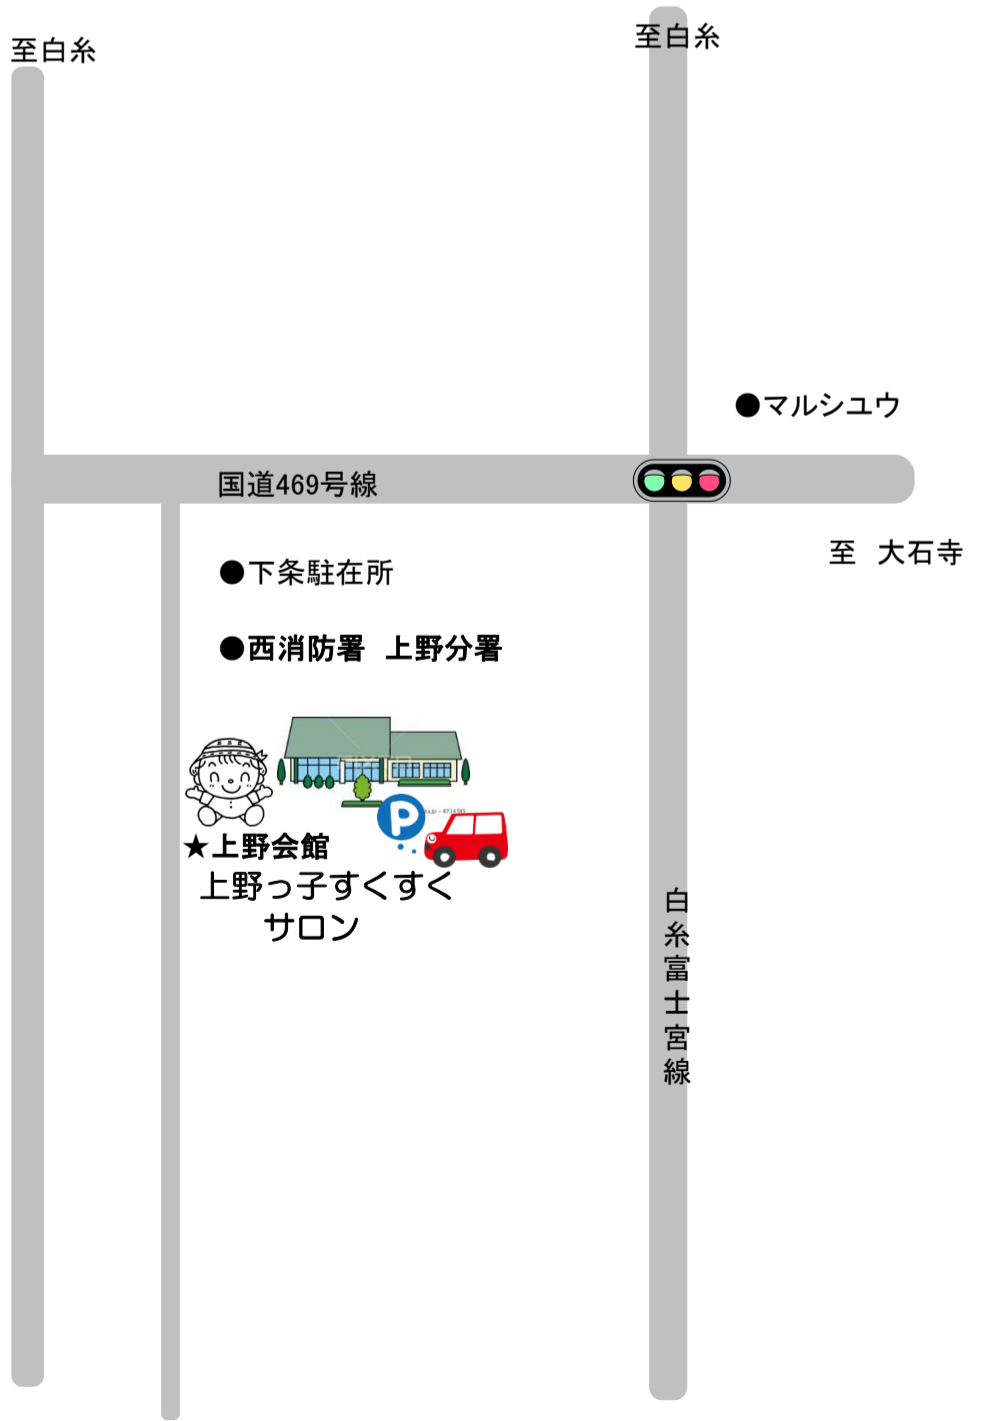 至白糸
至白糸
●マルシユウ
国道469号線
至　大石寺
●下条駐在所
●西消防署　上野分署
P
★上野会館
上野っ子すくすく
サロン
白糸富士宮線